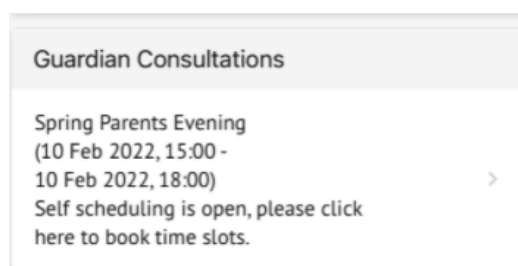 Guardian Consultations
Spring Parents Evening
(10 Feb 2022, 15:00 -
10 Feb 2022, 18:00)
Self scheduling is open, please click
here to book time slots.